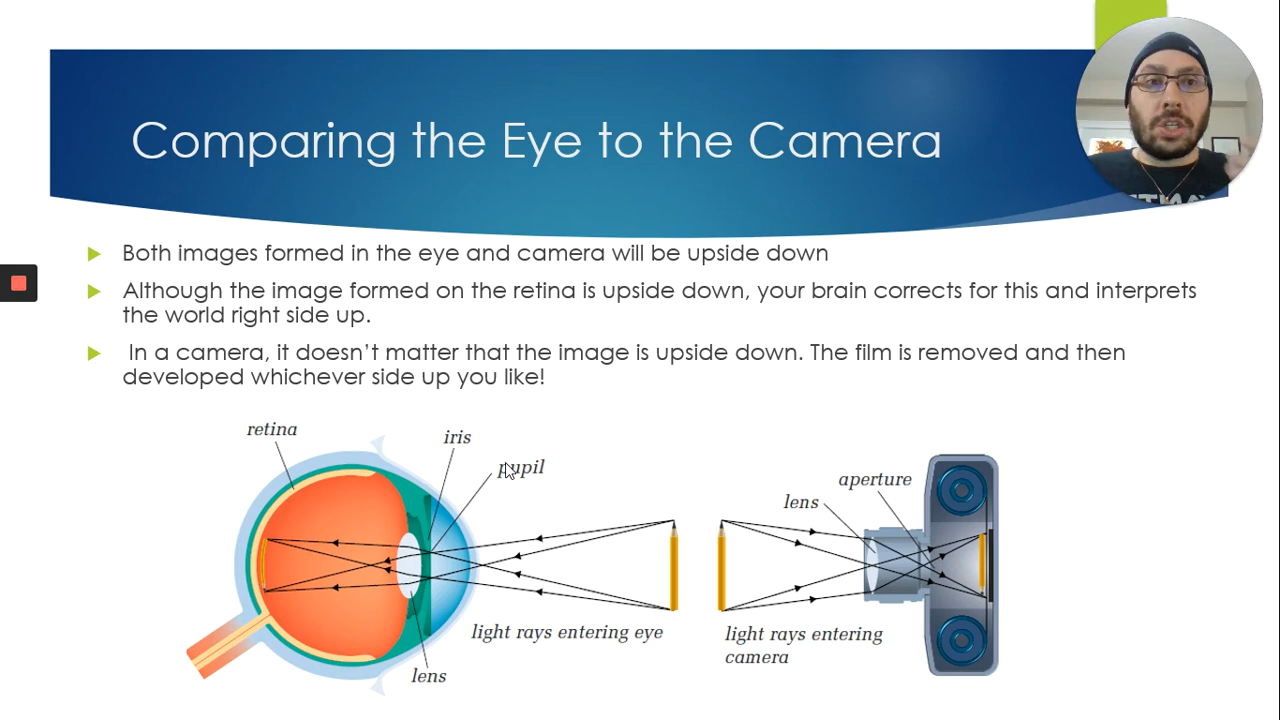 Comparing the Eye to the Camera
Both images formed in the eye and camera will be upside down
Although the image formed on the retina is upside down, your brain corrects for this and interprets
the world right side up.
In a camera, it doesn’t matter that the image is upside down. The film is removed and then
developed whichever side up you like!
retina
iris
pupil
aperture
lens
light rays entering eye
light rays entering
camera
lens